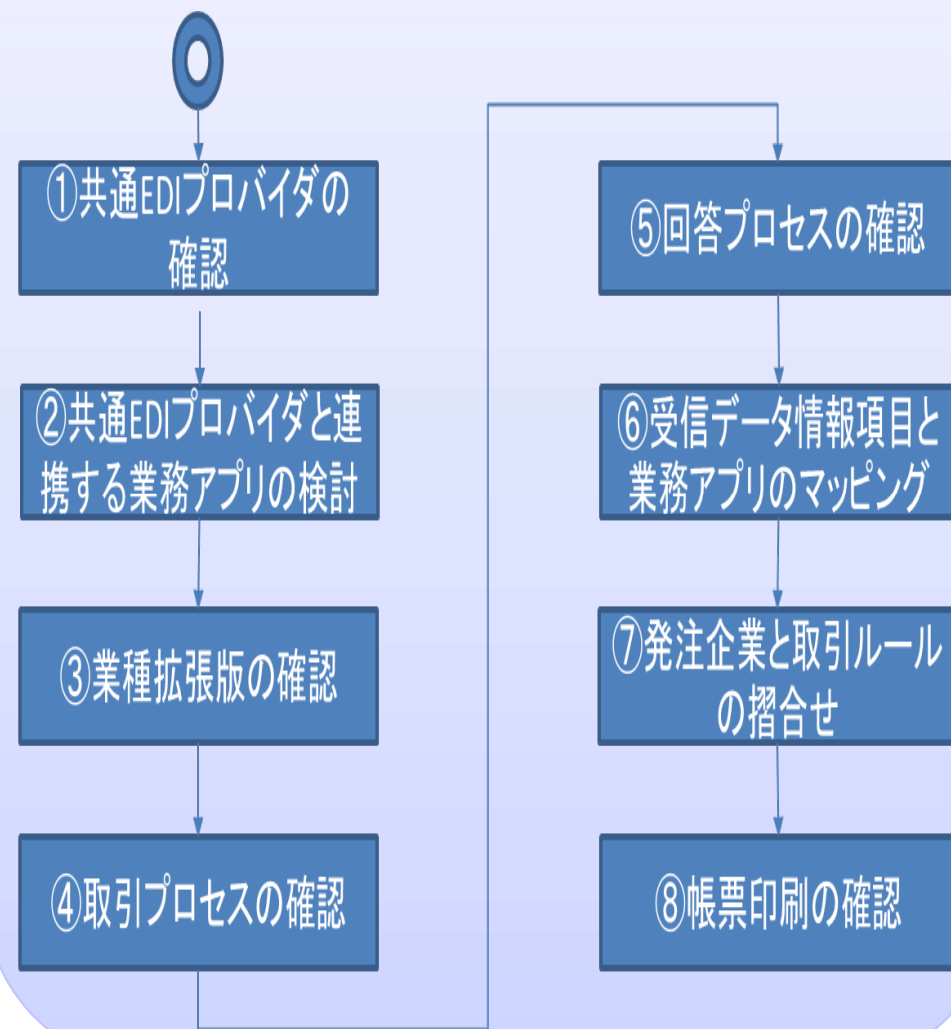 ①共通EDIプロバイダの
確認
②共通EDIプロバイダと連
携する業務アプリの検討
③業種拡張版の確認
④取引プロセスの確認
⑤回答プロセスの確認
⑥受信データ情報項目と
業務アプリのマッピング
⑦発注企業と取引ルール
の摺合せ
⑧帳票印刷の確認